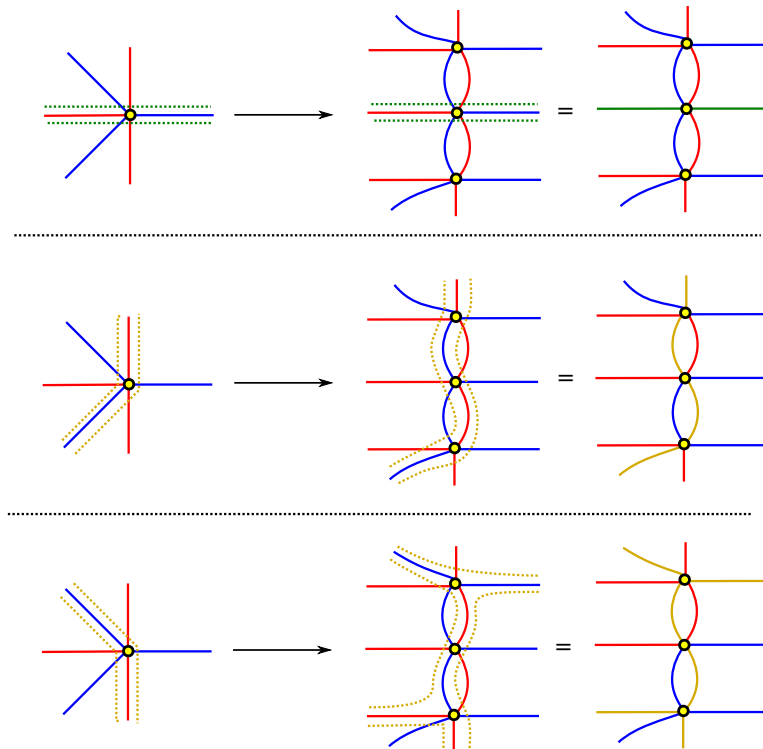 =
=
=